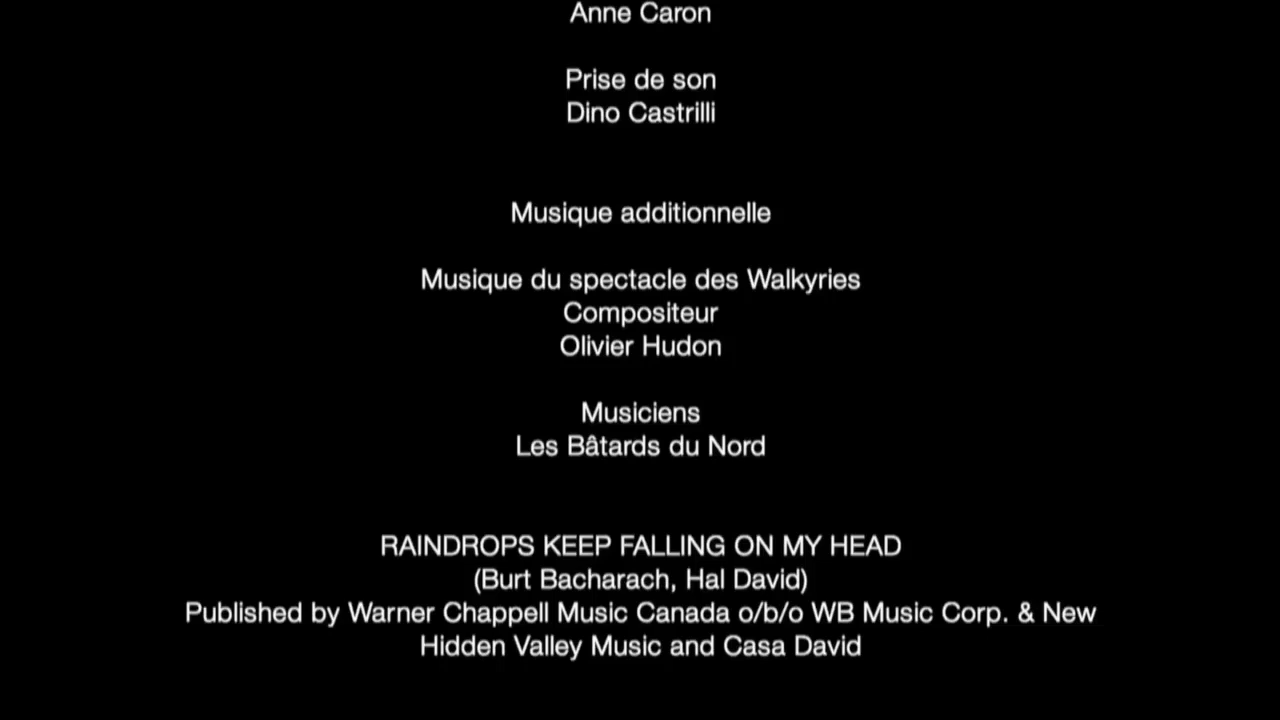 Anne Caron
Prise de son
Dino Castrilli
Musique additionnelle
Musique du spectacle des Walkyries
Compositeur
Olivier Hudon
Musiciens
Les Bâtards du Nord
RAINDROPS KEEP FALLING ON MY HEAD
(Burt Bacharach, Hal David)
Published by Warner Chappell Music Canada o/b/o WB Music Corp. & New
Hidden Valley Music and Casa David